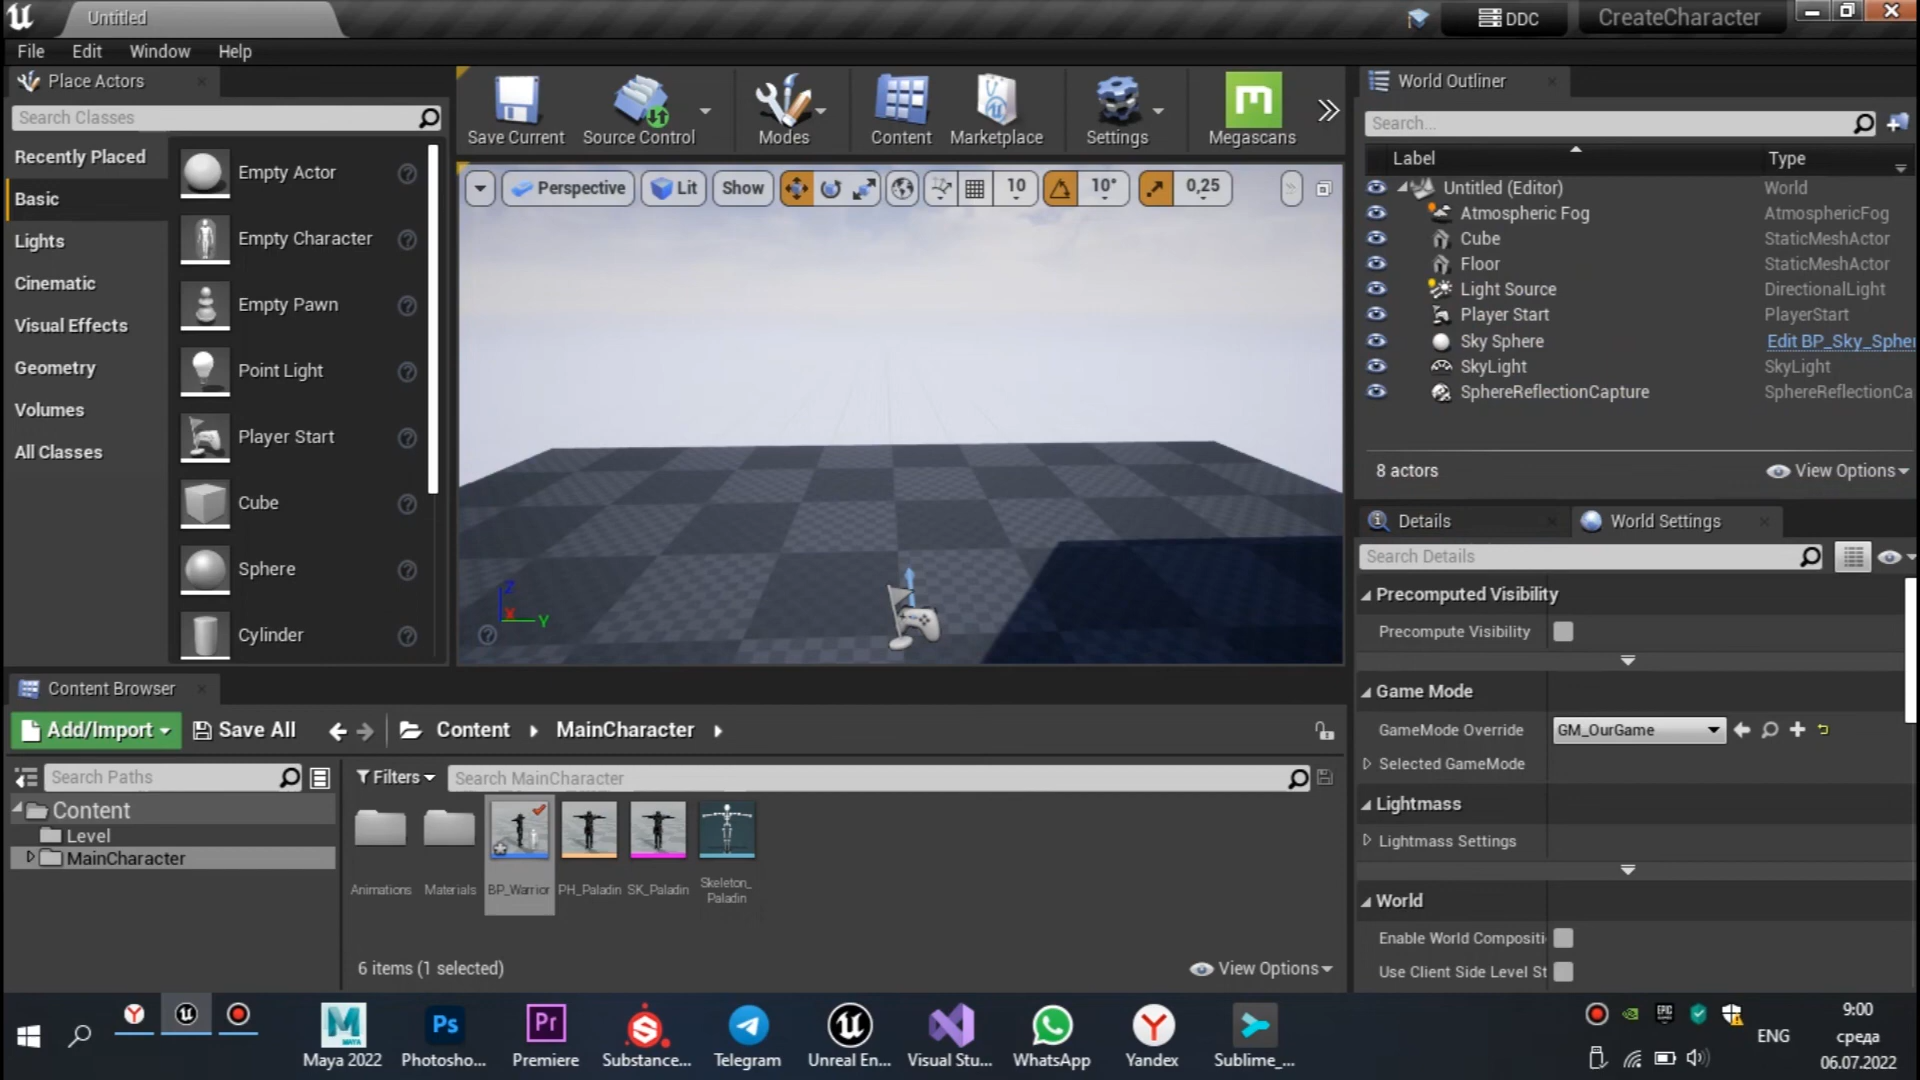 Untitled
DDC
CreateCharacter
File Edit Window Help
Place Actors
Search Classes
Recently Placed
Basic
Lights
Cinematic
Visual Effects
Geometry
Volumes
All Classes
Empty Actor
Empty Character
Empty Pawn
Point Light
Player Start
Cube
Sphere
Cylinder
Save Current
Source Control
Modes
Content
Marketplace
Settings
Megascans
Perspective
Lit
Show
10
10°
0,25
Z
X
Y
World Outliner
Search...
Label Type
Untitled (Editor) World
Atmospheric Fog AtmosphericFog
Cube StaticMeshActor
Floor StaticMeshActor
Light Source DirectionalLight
Player Start PlayerStart
Sky Sphere Edit BP_Sky_Spher
SkyLight SkyLight
SphereReflectionCapture SphereReflectionCa
8 actors
View Options
Details
World Settings
Search Details
Precomputed Visibility
Precompute Visibility
Game Mode
GameMode Override GM_OurGame
Selected GameMode
Lightmass
Lightmass Settings
World
Enable World Compositi
Use Client Side Level St
Content Browser
Add/Import
Save All
Content
MainCharacter
Search Paths
Filters
Search MainCharacter
Content
Level
MainCharacter
Animations
Materials
BP_Warrior
PH_Paladin
SK_Paladin
Skeleton_
Paladin
6 items (1 selected)
View Options
Maya 2022
Photosho...
Premiere
Substance...
Telegram
Unreal En...
Visual Stu...
WhatsApp
Yandex
Sublime_...
ENG
9:00
среда
06.07.2022